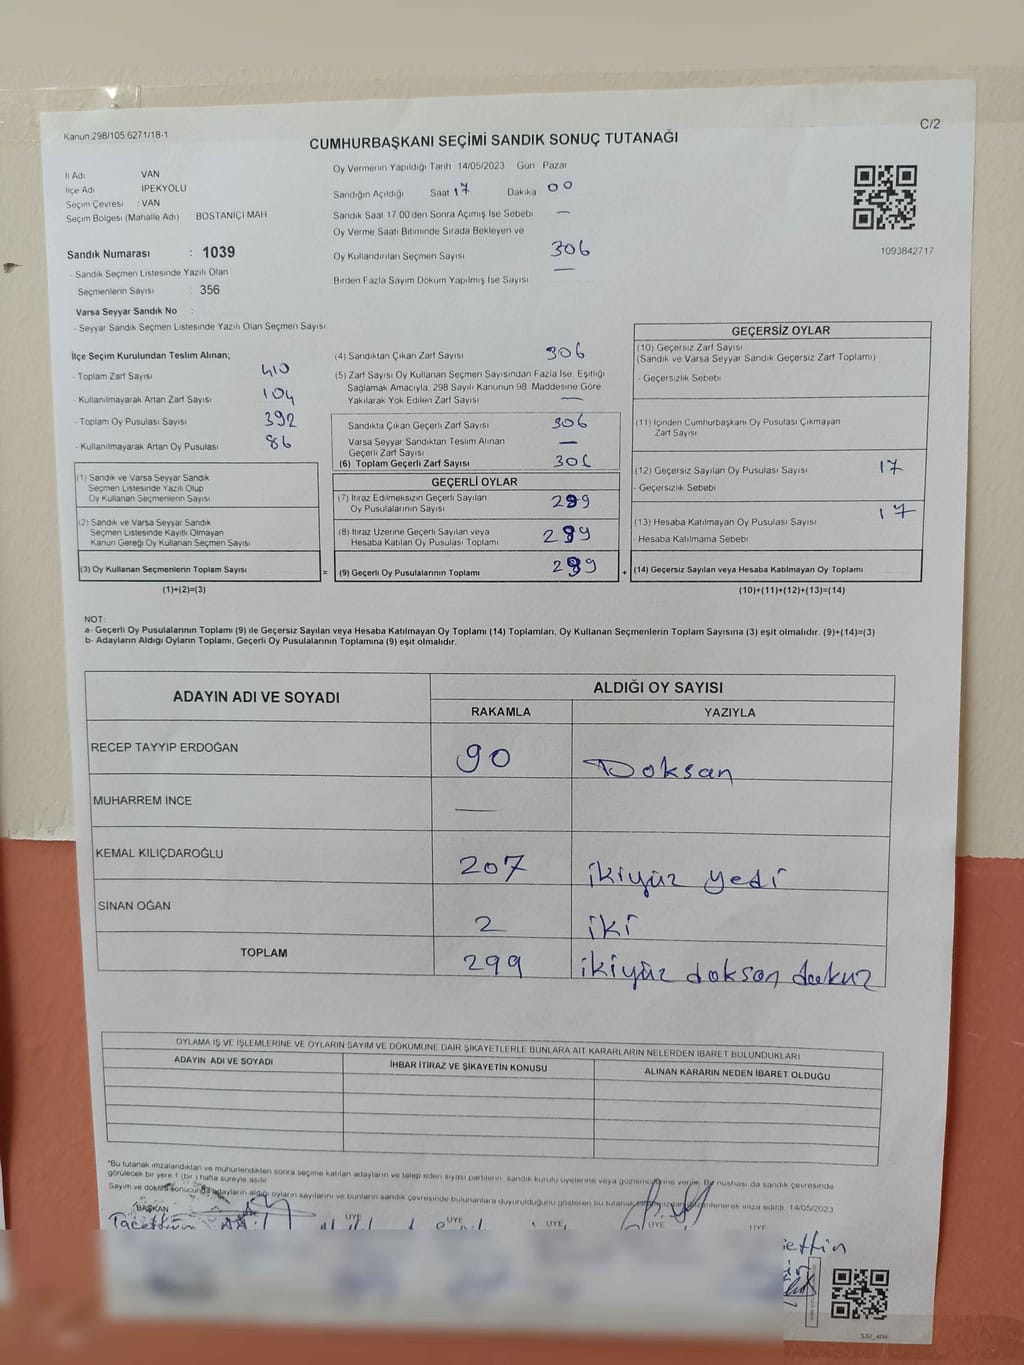 Kanun 298/105,6271/18-1
C/2
CUMHURBAŞKANI SEÇİMİ SANDIK SONUÇ TUTANAĞI
İl Adı VAN
İlçe Adı İPEKYOLU
Seçim Çevresi : VAN
Seçim Bölgesi (Mahalle Adı) BOSTANİÇİ MAH
Sandık Numarası : 1039
- Sandık Seçmen Listesinde Yazılı Olan
Seçmenlerin Sayısı : 356
Varsa Seyyar Sandık No :
- Seyyar Sandık Seçmen Listesinde Yazılı Olan Seçmen Sayısı
Oy Vermenin Yapıldığı Tarih 14/05/2023 Gün Pazar
Sandığın Açıldığı Saat 17 Dakika 00
Sandık Saat 17.00'den Sonra Açılmış İse Sebebi —
Oy Verme Saati Bitiminde Sırada Bekleyen ve
Oy Kullandırılan Seçmen Sayısı 306
Birden Fazla Sayım Döküm Yapılmış İse Sayısı —
1093842717
İlçe Seçim Kurulundan Teslim Alınan;
- Toplam Zarf Sayısı 410
- Kullanılmayarak Artan Zarf Sayısı 104
- Toplam Oy Pusulası Sayısı 392
- Kullanılmayarak Artan Oy Pusulası 86
(1) Sandık ve Varsa Seyyar Sandık
Seçmen Listesinde Yazılı Olup
Oy Kullanan Seçmenlerin Sayısı
(2) Sandık ve Varsa Seyyar Sandık
Seçmen Listesinde Kayıtlı Olmayan
Kanun Gereği Oy Kullanan Seçmen Sayısı
(3) Oy Kullanan Seçmenlerin Toplam Sayısı
(1)+(2)=(3)
(4) Sandıktan Çıkan Zarf Sayısı 306
(5) Zarf Sayısı Oy Kullanan Seçmen Sayısından Fazla İse, Eşitliği
Sağlamak Amacıyla, 298 Sayılı Kanunun 98. Maddesine Göre
Yakılarak Yok Edilen Zarf Sayısı —
Sandıkta Çıkan Geçerli Zarf Sayısı 306
Varsa Seyyar Sandıktan Teslim Alınan
Geçerli Zarf Sayısı —
(6) Toplam Geçerli Zarf Sayısı 306
GEÇERLİ OYLAR
(7) İtiraz Edilmeksizin Geçerli Sayılan
Oy Pusulalarının Sayısı 299
(8) İtiraz Üzerine Geçerli Sayılan veya
Hesaba Katılan Oy Pusulası Toplamı 299
= (9) Geçerli Oy Pusulalarının Toplamı 299 +
GEÇERSİZ OYLAR
(10) Geçersiz Zarf Sayısı
(Sandık ve Varsa Seyyar Sandık Geçersiz Zarf Toplamı)
- Geçersizlik Sebebi
(11) İçinden Cumhurbaşkanı Oy Pusulası Çıkmayan
Zarf Sayısı
(12) Geçersiz Sayılan Oy Pusulası Sayısı 17
- Geçersizlik Sebebi
(13) Hesaba Katılmayan Oy Pusulası Sayısı 17
- Hesaba Katılmama Sebebi
(14) Geçersiz Sayılan veya Hesaba Katılmayan Oy Toplamı
(10)+(11)+(12)+(13)=(14)
NOT:
a- Geçerli Oy Pusulalarının Toplamı (9) ile Geçersiz Sayılan veya Hesaba Katılmayan Oy Toplamı (14) Toplamları, Oy Kullanan Seçmenlerin Toplam Sayısına (3) eşit olmalıdır. (9)+(14)=(3)
b- Adayların Aldığı Oyların Toplamı, Geçerli Oy Pusulalarının Toplamına (9) eşit olmalıdır.
ADAYIN ADI VE SOYADI ALDIĞI OY SAYISI
RAKAMLA YAZIYLA
RECEP TAYYİP ERDOĞAN 90 Doksan
MUHARREM İNCE —
KEMAL KILIÇDAROĞLU 207 ikiyüz yedi
SİNAN OĞAN 2 iki
TOPLAM 299 ikiyüz doksan dokuz
OYLAMA İŞ VE İŞLEMLERİNE VE OYLARIN SAYIM VE DÖKÜMÜNE DAİR ŞİKAYETLERLE BUNLARA AİT KARARLARIN NELERDEN İBARET BULUNDUKLARI
ADAYIN ADI VE SOYADI İHBAR İTİRAZ VE ŞİKAYETİN KONUSU ALINAN KARARIN NEDEN İBARET OLDUĞU
*Bu tutanak imzalandıktan ve mühürlendikten sonra seçime katılan adayların ve talep eden siyasi partilerin sandık kurulu üyelerine veya gözlemcilerine verilir. Bir nüshası da sandık çevresinde
görülecek bir yere 1 (bir) hafta süreyle asılır.
Sayım ve döküm sonucunda adayların aldığı oyların sayılarını ve bunların sandık çevresinde bulunanlara duyurulduğunu gösteren bu tutanak düzenlenerek imza edildi. 14/05/2023
BAŞKAN ÜYE ÜYE ÜYE ÜYE ÜYE
Tacettin
SSI_406